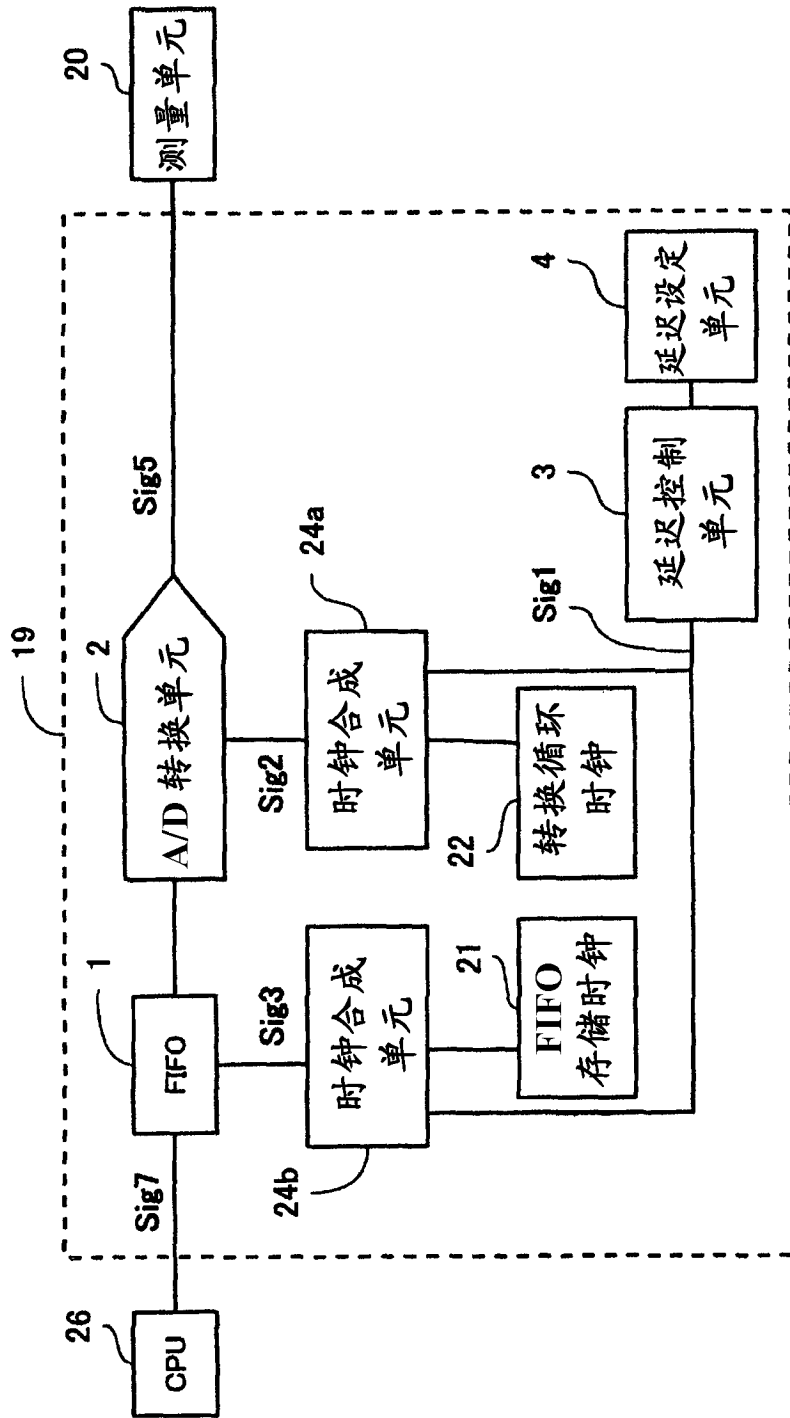 19
26
CPU
Sig7
1
FIFO
2
A/D 转换单元
Sig5
20
测量单元
Sig3
Sig2
24b
时钟合成
单元
24a
时钟合成
单元
21
FIFO
存储时钟
22
转换循环
时钟
Sig1
3
延迟控制
单元
4
延迟设定
单元